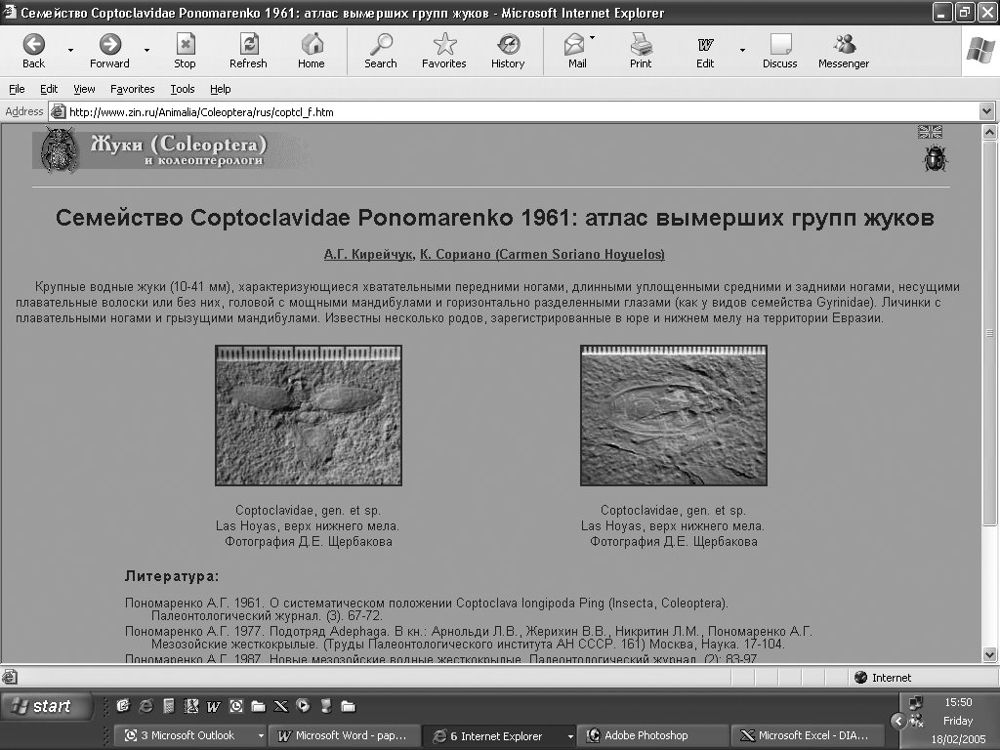 Семейство Coptoclavidae Ponomarenko 1961: атлас вымерших групп жуков - Microsoft Internet Explorer
Back Forward Stop Refresh Home Search Favorites History Mail Print Edit Discuss Messenger
File Edit View Favorites Tools Help
Address http://www.zin.ru/Animalia/Coleoptera/rus/coptcl_f.htm
Жуки (Coleoptera)
и колеоптерологи
Семейство Coptoclavidae Ponomarenko 1961: атлас вымерших групп жуков
А.Г. Кирейчук, К. Сориано (Carmen Soriano Hoyuelos)
Крупные водные жуки (10-41 мм), характеризующиеся хватательными передними ногами, длинными уплощенными средними и задними ногами, несущими
плавательные волоски или без них, головой с мощными мандибулами и горизонтально разделенными глазами (как у видов семейства Gyrinidae). Личинки с
плавательными ногами и грызущими мандибулами. Известны несколько родов, зарегистрированные в юре и нижнем мелу на территории Евразии.
Coptoclavidae, gen. et sp.
Las Hoyas, верх нижнего мела.
Фотография Д.Е. Щербакова
Coptoclavidae, gen. et sp.
Las Hoyas, верх нижнего мела.
Фотография Д.Е. Щербакова
Литература:
Пономаренко А.Г. 1961. О систематическом положении Coptoclava longipoda Ping (Insecta, Coleoptera).
Палеонтологический журнал. (3). 67-72.
Пономаренко А.Г. 1977. Подотряд Adephaga. В кн.: Арнольди Л.В., Жерихин В.В., Никритин Л.М., Пономаренко А.Г.
Мезозойские жесткокрылые. (Труды Палеонтологического института АН СССР. 161) Москва, Наука. 17-104.
Пономаренко А.Г. 1987. Новые мезозойские водные жесткокрылые. Палеонтологический журнал. (2): 83-97.
Internet
start
15:50
Friday
18/02/2005
3 Microsoft Outlook Microsoft Word - pap... 6 Internet Explorer Adobe Photoshop Microsoft Excel - DIA...